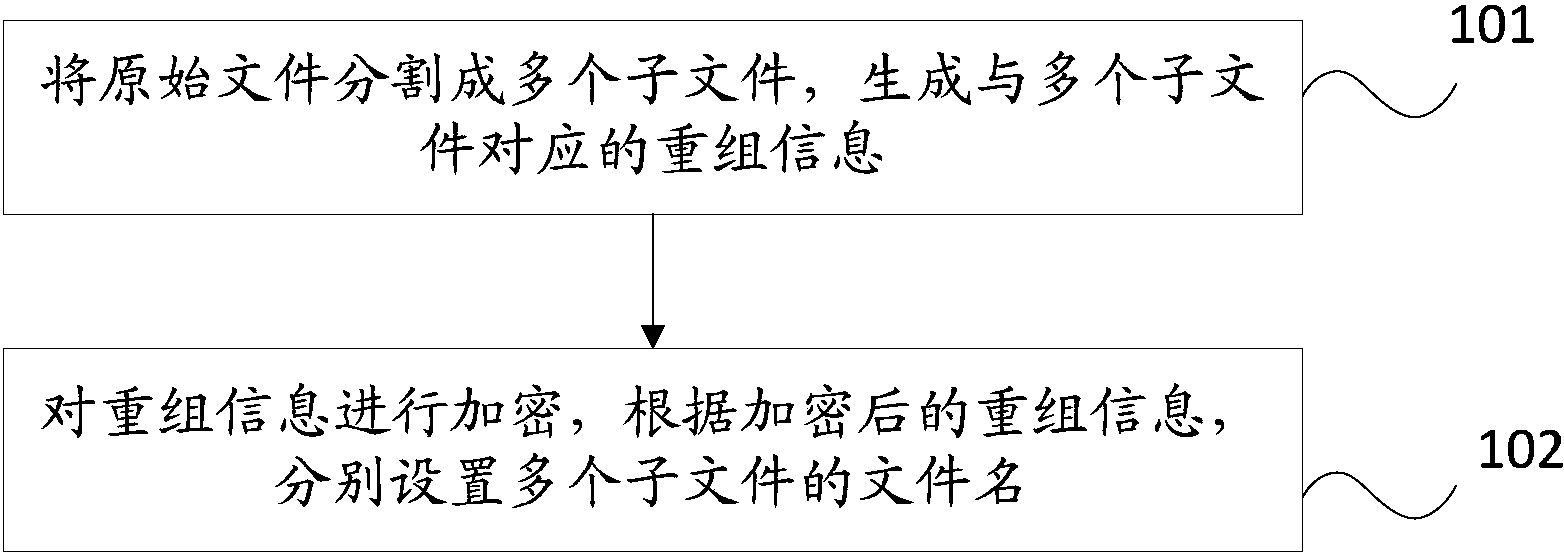 101
将原始文件分割成多个子文件，生成与多个子文
件对应的重组信息
对重组信息进行加密，根据加密后的重组信息，
分别设置多个子文件的文件名
102